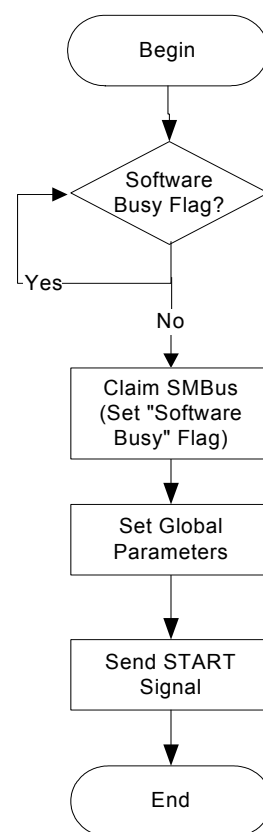 Begin
Software
Busy Flag?
Yes
No
Claim SMBus
(Set "Software
Busy" Flag)
Set Global
Parameters
Send START
Signal
End